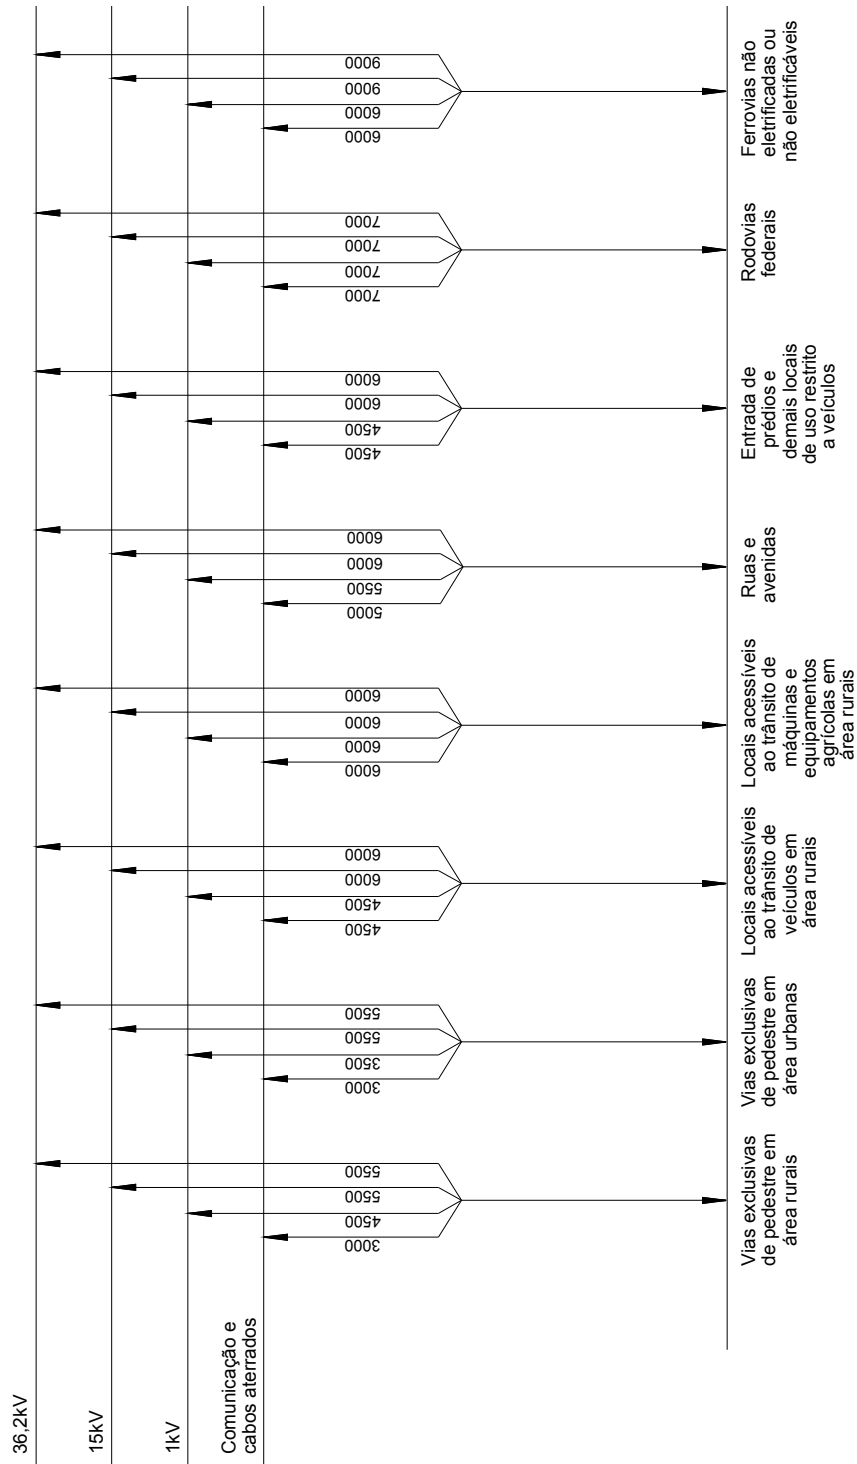 36,2kV
15kV
1kV
Comunicação e
cabos aterrados
5500
5500
4500
3000
Vias exclusivas
de pedestre em
área rurais
5500
5500
3500
3000
Vias exclusivas
de pedestre em
área urbanas
6000
6000
4500
4500
Locais acessíveis
ao trânsito de
veículos em
área rurais
6000
6000
6000
6000
Locais acessíveis
ao trânsito de
máquinas e
equipamentos
agrícolas em
área rurais
6000
6000
5500
5000
Ruas e
avenidas
6000
6000
4500
4500
Entrada de
prédios e
demais locais
de uso restrito
a veículos
7000
7000
7000
7000
Rodovias
federais
9000
9000
6000
6000
Ferrovias não
eletrificadas ou
não eletrificáveis